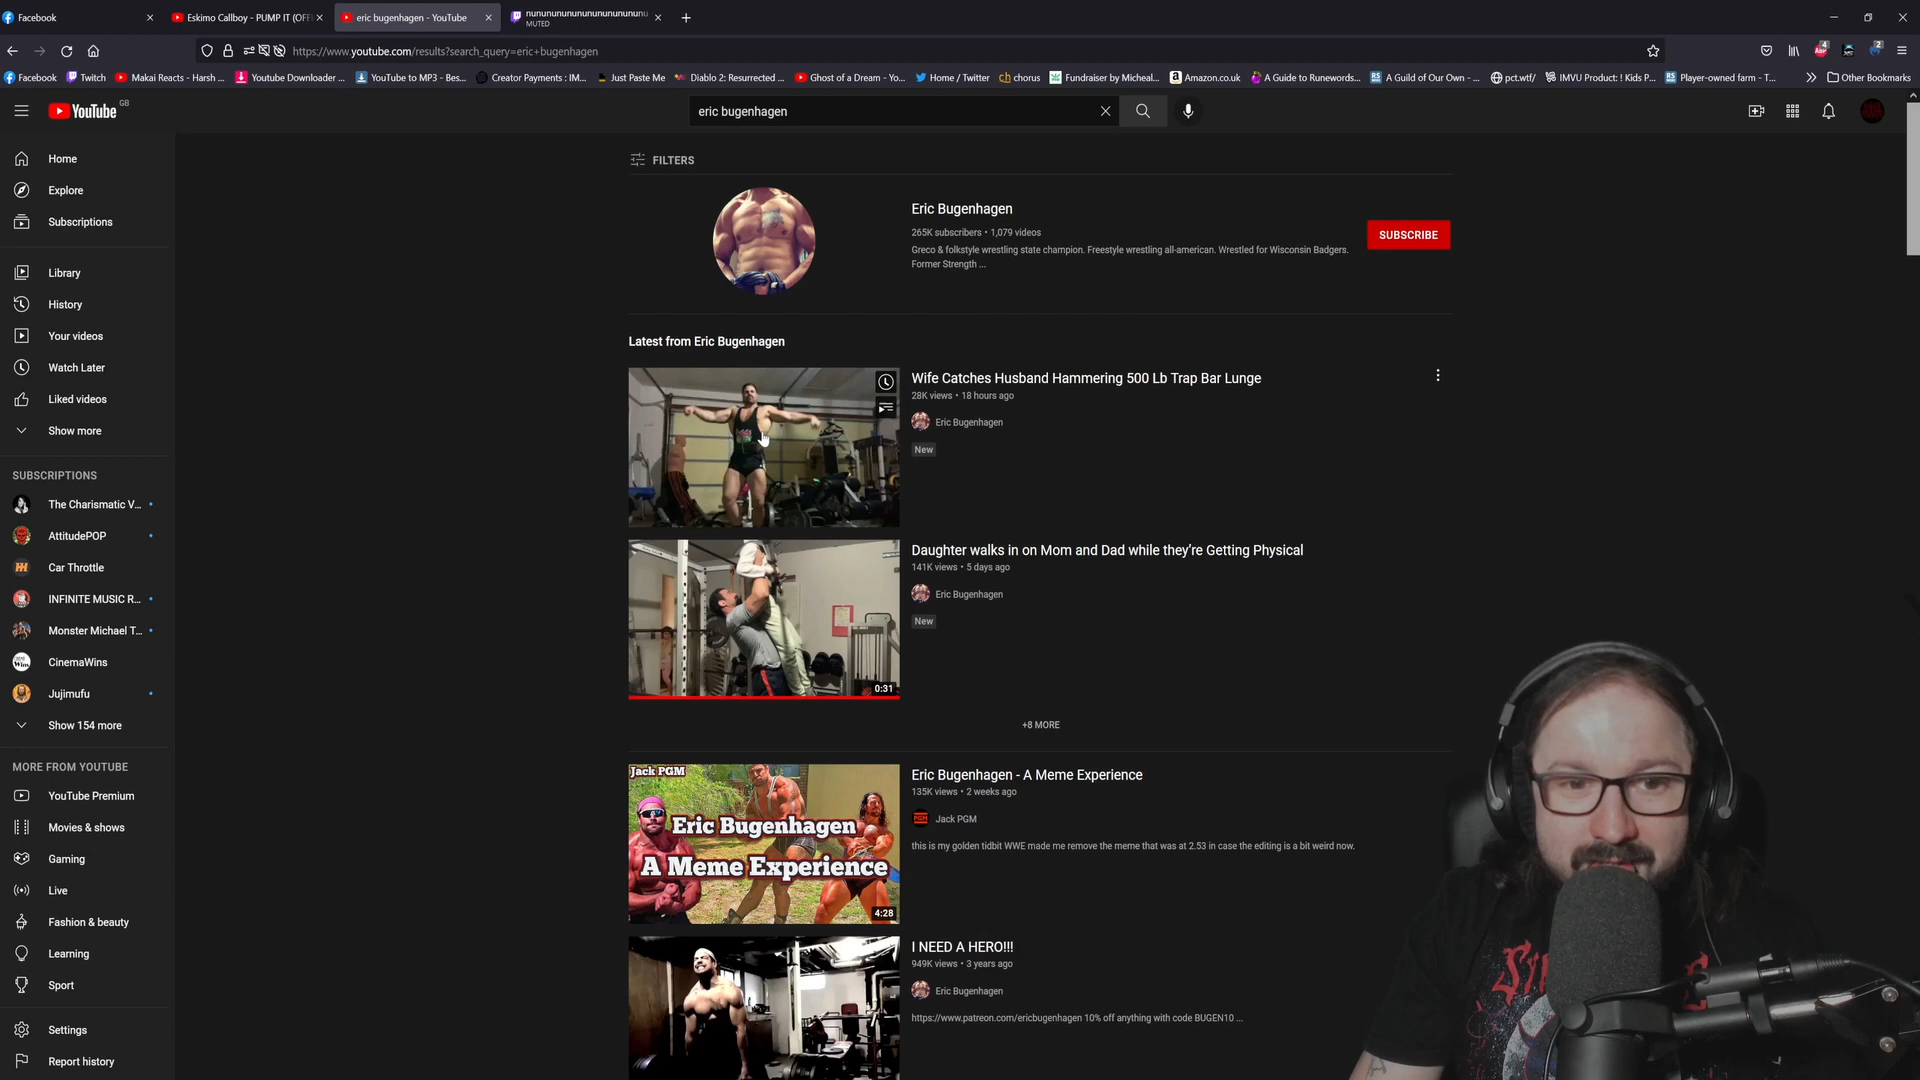 Facebook
Eskimo Callboy - PUMP IT (OFF
eric bugenhagen - YouTube
nununununununununununununu
MUTED
https://www.youtube.com/results?search_query=eric+bugenhagen
Facebook
Twitch
Makai Reacts - Harsh ...
Youtube Downloader ...
YouTube to MP3 - Bes...
Creator Payments : IM...
Just Paste Me
Diablo 2: Resurrected ...
Ghost of a Dream - Yo...
Home / Twitter
chorus
Fundraiser by Micheal...
Amazon.co.uk
A Guide to Runewords...
A Guild of Our Own - ...
pct.wtf/
IMVU Product: ! Kids P...
Player-owned farm - T...
Other Bookmarks
YouTube GB
eric bugenhagen
Home
Explore
Subscriptions
Library
History
Your videos
Watch Later
Liked videos
Show more
SUBSCRIPTIONS
The Charismatic V...
AttitudePOP
Car Throttle
INFINITE MUSIC R...
Monster Michael T...
CinemaWins
Jujimufu
Show 154 more
MORE FROM YOUTUBE
YouTube Premium
Movies & shows
Gaming
Live
Fashion & beauty
Learning
Sport
Settings
Report history
FILTERS
Eric Bugenhagen
265K subscribers • 1,079 videos
Greco & folkstyle wrestling state champion. Freestyle wrestling all-american. Wrestled for Wisconsin Badgers.
Former Strength ...
SUBSCRIBE
Latest from Eric Bugenhagen
Wife Catches Husband Hammering 500 Lb Trap Bar Lunge
28K views • 18 hours ago
Eric Bugenhagen
New
Daughter walks in on Mom and Dad while they're Getting Physical
141K views • 5 days ago
Eric Bugenhagen
New
0:31
+8 MORE
Jack PGM
Eric Bugenhagen
A Meme Experience
4:28
Eric Bugenhagen - A Meme Experience
135K views • 2 weeks ago
Jack PGM
this is my golden tidbit WWE made me remove the meme that was at 2.53 in case the editing is a bit weird now.
I NEED A HERO!!!
949K views • 3 years ago
Eric Bugenhagen
https://www.patreon.com/ericbugenhagen 10% off anything with code BUGEN10 ...